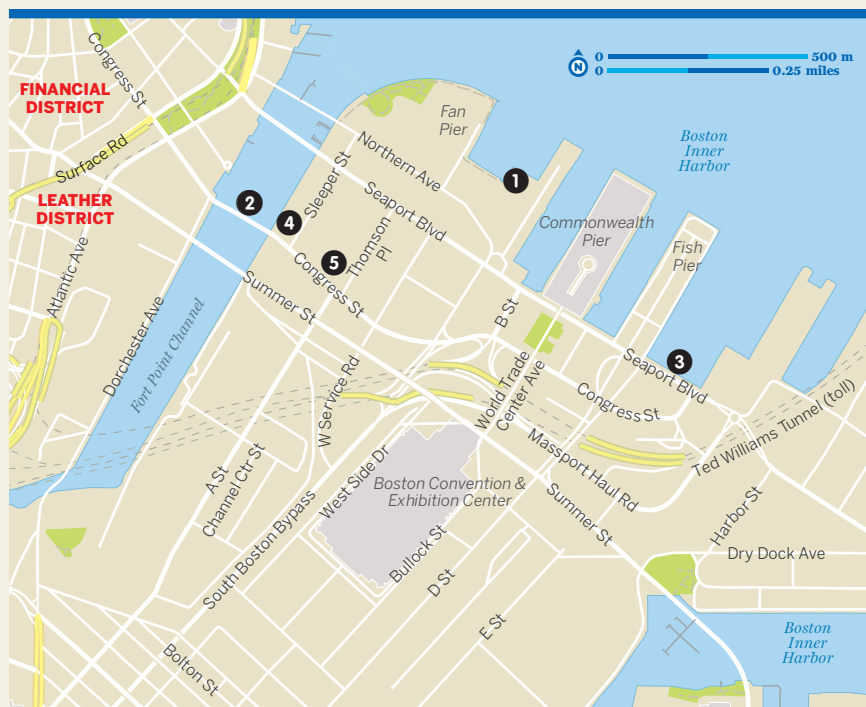 0 500 m
N
0 0.25 miles
Congress St
FINANCIAL
DISTRICT
Surface Rd
LEATHER
DISTRICT
Atlantic Ave
Dorchester Ave
Fort Point Channel
Fan
Pier
Northern Ave
Sleeper St
Seaport Blvd
Thomson
Pl
Boston
Inner
Harbor
1
2
4
5
Commonwealth
Pier
Fish
Pier
Congress St
Summer St
B St
3
Seaport Blvd
World Trade
Center Ave
W Service Rd
Congress St
Ted Williams Tunnel (toll)
Massport Haul Rd
A St
Channel Ctr St
West Side Dr
Boston Convention &
Exhibition Center
Summer St
Harbor St
South Boston Bypass
Bullock St
Dry Dock Ave
D St
E St
Boston
Inner
Harbor
Bolton St